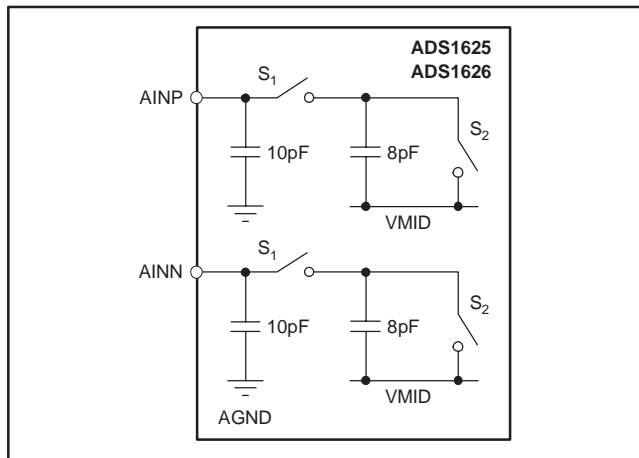 ADS1625
ADS1626
S1
AINP
S2
10pF
8pF
VMID
S1
AINN
S2
10pF
8pF
VMID
AGND